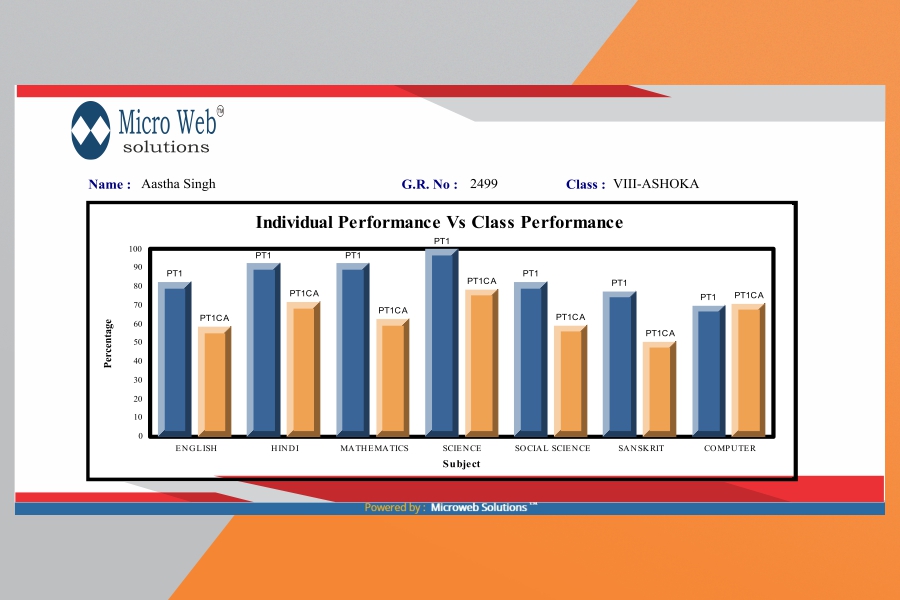 Micro Web TM
solutions
Name : Aastha Singh G.R. No : 2499 Class : VIII-ASHOKA
Individual Performance Vs Class Performance
PT1
100
PT1 PT1
90
PT1 PT1
80
PT1CA PT1
PT1CA PT1 PT1CA
70
PT1CA
PT1CA PT1CA
60
PT1CA
50
40
30
20
10
0
Percentage
ENGLISH HINDI MATHEMATICS SCIENCE SOCIAL SCIENCE SANSKRIT COMPUTER
Subject
Powered by : Microweb Solutions ™